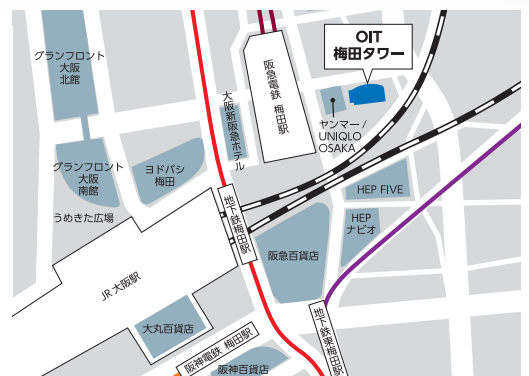 OIT
梅田タワー
グランフロント
大阪
北館
阪急電鉄 梅田駅
大阪新阪急ホテル
ヤンマー /
UNIQLO
OSAKA
グランフロント
大阪
南館
ヨドバシ
梅田
HEP FIVE
うめきた広場
地下鉄梅田駅
HEP
ナビオ
阪急百貨店
JR 大阪駅
大丸百貨店
地下鉄東梅田駅
阪神電鉄 梅田駅
阪神百貨店